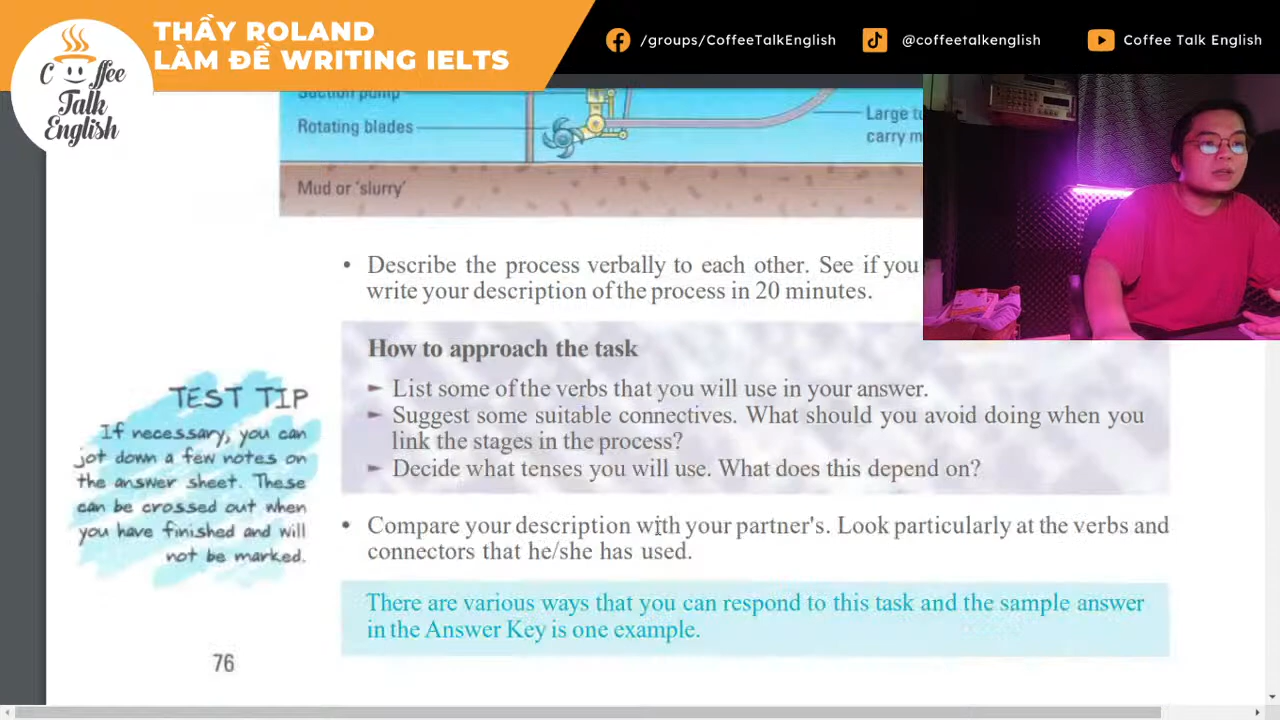 THẦY ROLAND
LÀM ĐỀ WRITING IELTS
/groups/CoffeeTalkEnglish
@coffeetalkenglish
Coffee Talk English
Coffee
Talk
English
Suction pump
Rotating blades
Large
carry
Mud or 'slurry'
• Describe the process verbally to each other. See if you
write your description of the process in 20 minutes.
How to approach the task
► List some of the verbs that you will use in your answer.
► Suggest some suitable connectives. What should you avoid doing when you
link the stages in the process?
► Decide what tenses you will use. What does this depend on?
TEST TIP
If necessary, you can
jot down a few notes on
the answer sheet. These
can be crossed out when
you have finished and will
not be marked.
• Compare your description with your partner's. Look particularly at the verbs and
connectors that he/she has used.
There are various ways that you can respond to this task and the sample answer
in the Answer Key is one example.
76